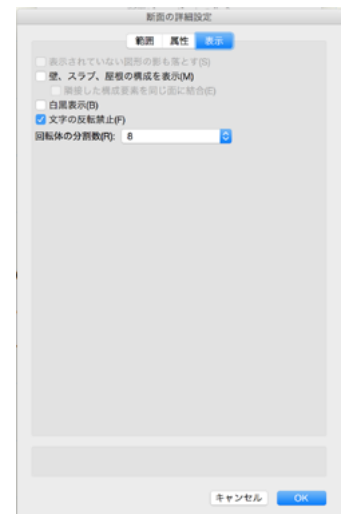 断面の詳細設定
範囲 属性 表示
表示されていない図形の影も落とす(S)
壁、スラブ、屋根の構成を表示(M)
隣接した構成要素を同じ面に結合(E)
白黒表示(B)
文字の反転禁止(F)
回転体の分割数(R): 8
キャンセル OK